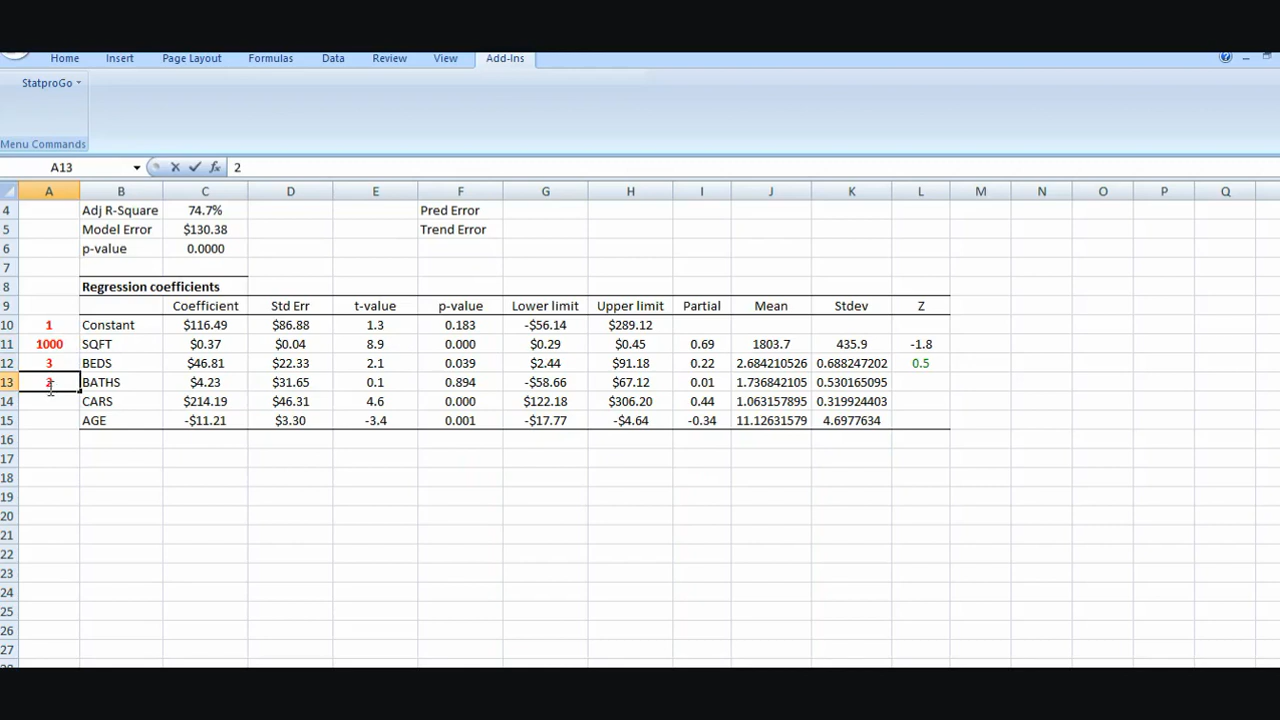 Home Insert Page Layout Formulas Data Review View Add-Ins
StatproGo
Menu Commands
A13 fx 2
A B C D E F G H I J K L M N O P Q
4 Adj R-Square 74.7% Pred Error
5 Model Error $130.38 Trend Error
6 p-value 0.0000
7
8 Regression coefficients
9 Coefficient Std Err t-value p-value Lower limit Upper limit Partial Mean Stdev Z
10 1 Constant $116.49 $86.88 1.3 0.183 -$56.14 $289.12
11 1000 SQFT $0.37 $0.04 8.9 0.000 $0.29 $0.45 0.69 1803.7 435.9 -1.8
12 3 BEDS $46.81 $22.33 2.1 0.039 $2.44 $91.18 0.22 2.684210526 0.688247202 0.5
13 2 BATHS $4.23 $31.65 0.1 0.894 -$58.66 $67.12 0.01 1.736842105 0.530165095
14 CARS $214.19 $46.31 4.6 0.000 $122.18 $306.20 0.44 1.063157895 0.319924403
15 AGE -$11.21 $3.30 -3.4 0.001 -$17.77 -$4.64 -0.34 11.12631579 4.6977634
16
17
18
19
20
21
22
23
24
25
26
27